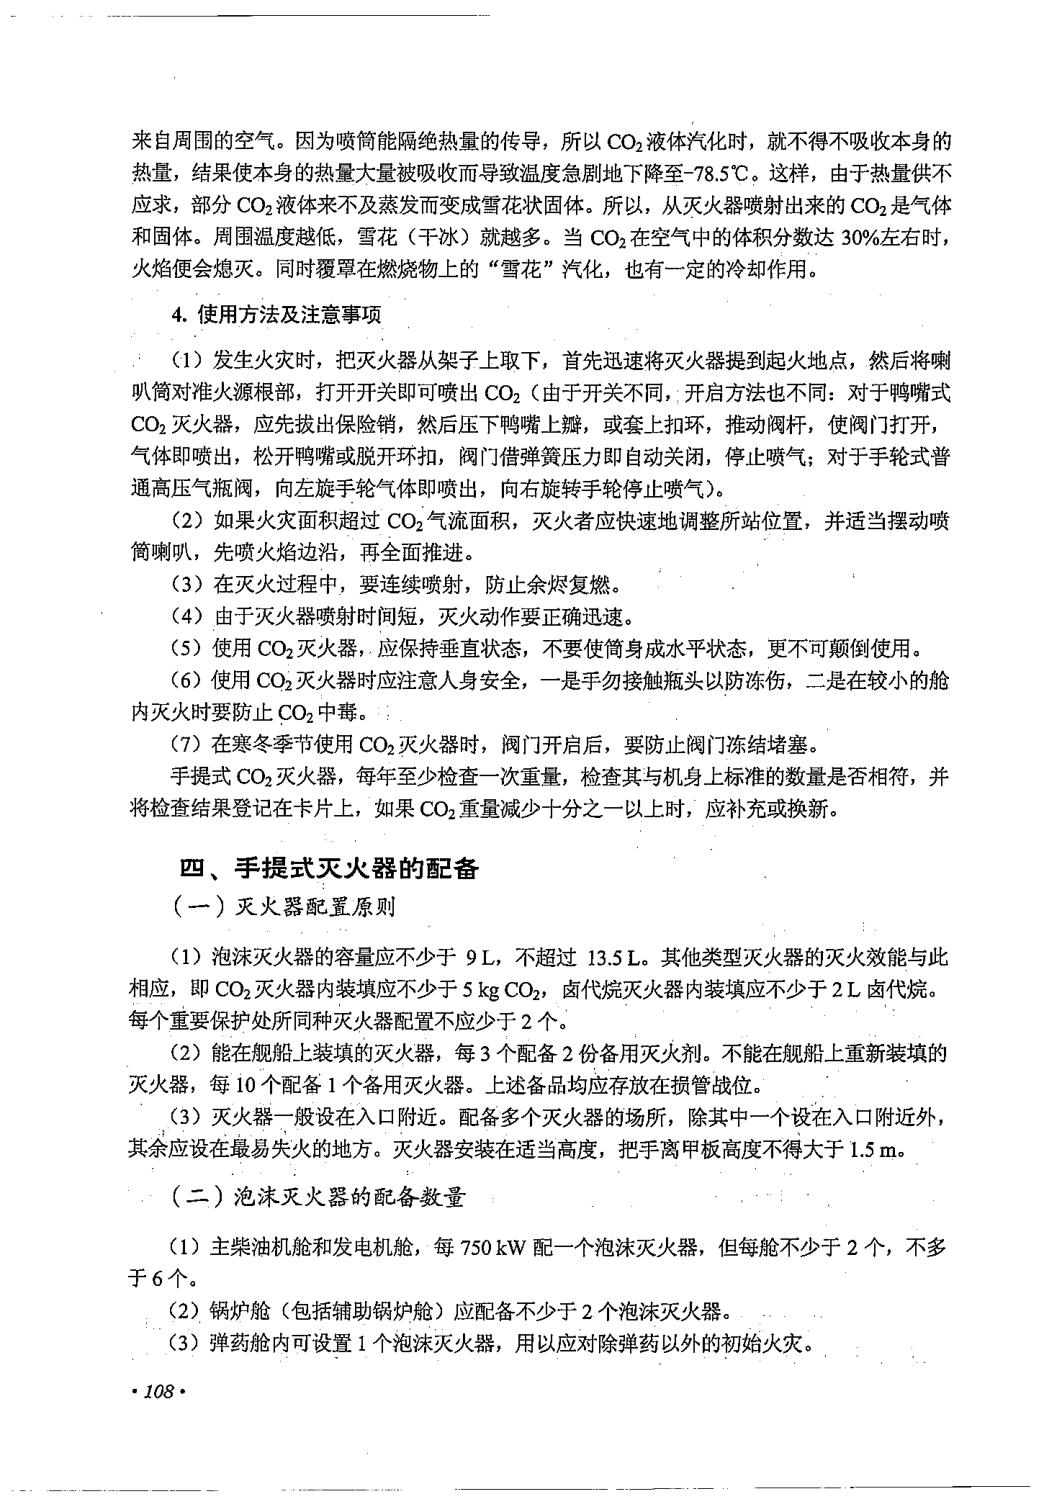 来自周围的空气。因为喷筒能隔绝热量的传导，所以 CO₂液体汽化时，就不得不吸收本身的
热量，结果使本身的热量大量被吸收而导致温度急剧地下降至-78.5℃。这样，由于热量供不
应求，部分 CO₂液体来不及蒸发而变成雪花状固体。所以，从灭火器喷射出来的 CO₂是气体
和固体。周围温度越低，雪花（干冰）就越多。当 CO₂在空气中的体积分数达 30%左右时，
火焰便会熄灭。同时覆罩在燃烧物上的“雪花”汽化，也有一定的冷却作用。
4. 使用方法及注意事项
（1）发生火灾时，把灭火器从架子上取下，首先迅速将灭火器提到起火地点，然后将喇
叭筒对准火源根部，打开开关即可喷出 CO₂（由于开关不同，开启方法也不同：对于鸭嘴式
CO₂灭火器，应先拔出保险销，然后压下鸭嘴上瓣，或套上扣环，推动阀杆，使阀门打开，
气体即喷出，松开鸭嘴或脱开环扣，阀门借弹簧压力即自动关闭，停止喷气；对于手轮式普
通高压气瓶阀，向左旋手轮气体即喷出，向右旋转手轮停止喷气）。
（2）如果火灾面积超过 CO₂气流面积，灭火者应快速地调整所站位置，并适当摆动喷
筒喇叭，先喷火焰边沿，再全面推进。
（3）在灭火过程中，要连续喷射，防止余烬复燃。
（4）由于灭火器喷射时间短，灭火动作要正确迅速。
（5）使用 CO₂灭火器，应保持垂直状态，不要使筒身成水平状态，更不可颠倒使用。
（6）使用 CO₂灭火器时应注意人身安全，一是手勿接触瓶头以防冻伤，二是在较小的舱
内灭火时要防止 CO₂中毒。
（7）在寒冬季节使用 CO₂灭火器时，阀门开启后，要防止阀门冻结堵塞。
手提式 CO₂灭火器，每年至少检查一次重量，检查其与机身上标准的数量是否相符，并
将检查结果登记在卡片上，如果 CO₂重量减少十分之一以上时，应补充或换新。
四、手提式灭火器的配备
（一）灭火器配置原则
（1）泡沫灭火器的容量应不少于 9 L，不超过 13.5 L。其他类型灭火器的灭火效能与此
相应，即 CO₂灭火器内装填应不少于 5 kg CO₂，卤代烷灭火器内装填应不少于 2 L 卤代烷。
每个重要保护处所同种灭火器配置不应少于 2 个。
（2）能在舰船上装填的灭火器，每 3 个配备 2 份备用灭火剂。不能在舰船上重新装填的
灭火器，每 10 个配备 1 个备用灭火器。上述备品均应存放在损管战位。
（3）灭火器一般设在入口附近。配备多个灭火器的场所，除其中一个设在入口附近外，
其余应设在最易失火的地方。灭火器安装在适当高度，把手离甲板高度不得大于 1.5 m。
（二）泡沫灭火器的配备数量
（1）主柴油机舱和发电机舱，每 750 kW 配一个泡沫灭火器，但每舱不少于 2 个，不多
于 6 个。
（2）锅炉舱（包括辅助锅炉舱）应配备不少于 2 个泡沫灭火器。
（3）弹药舱内可设置 1 个泡沫灭火器，用以应对除弹药以外的初始火灾。
·108·